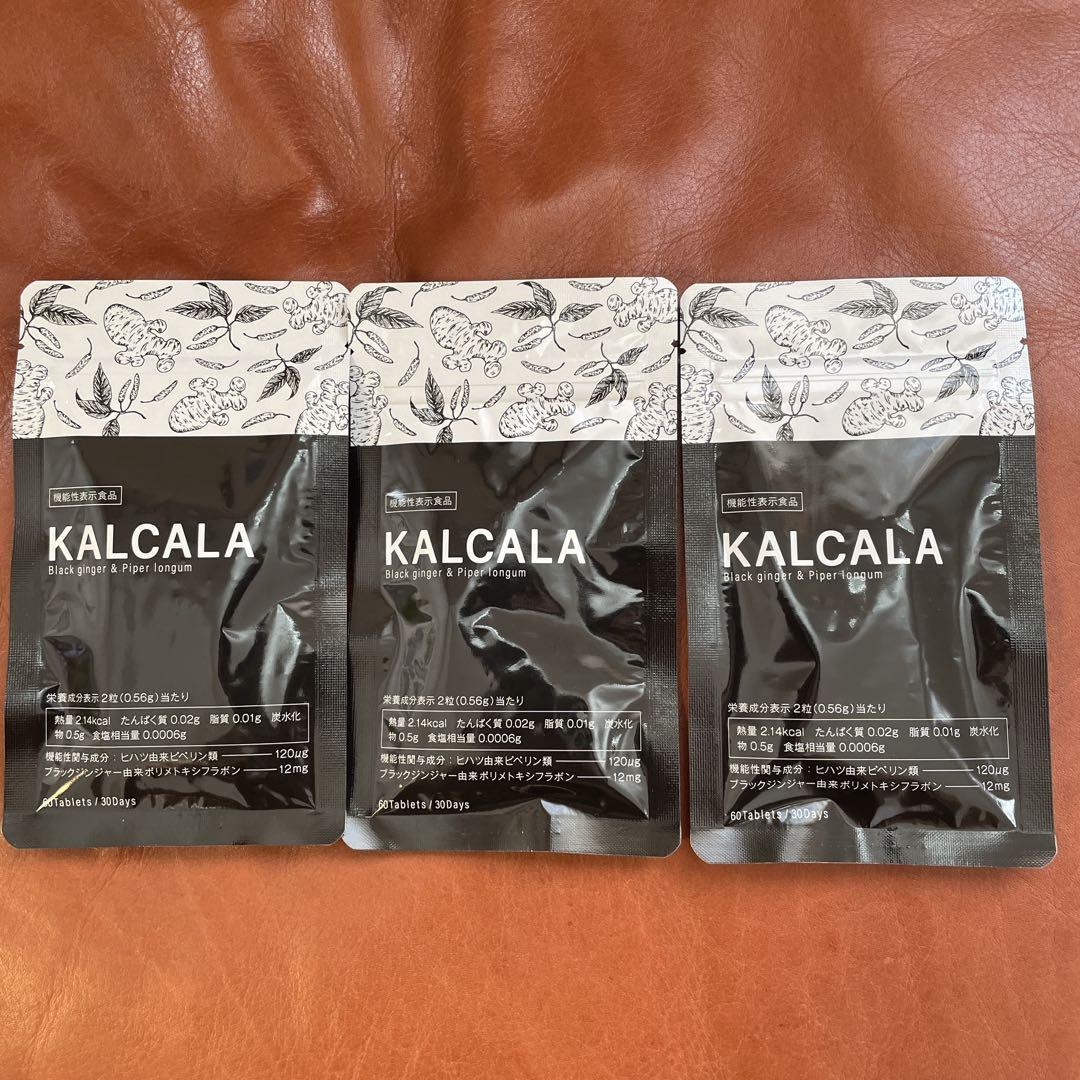 機能性表示食品
KALCALA
Black ginger & Piper longum
栄養成分表示 2粒(0.56g)当たり
熱量 2.14kcal たんぱく質 0.02g 脂質 0.01g 炭水化
物 0.5g 食塩相当量 0.0006g
機能性関与成分：ヒハツ由来ピペリン類 120μg
ブラックジンジャー由来ポリメトキシフラボン 12mg
60Tablets/30Days
機能性表示食品
KALCALA
Black ginger & Piper longum
栄養成分表示 2粒(0.56g)当たり
熱量 2.14kcal たんぱく質 0.02g 脂質 0.01g 炭水化
物 0.5g 食塩相当量 0.0006g
機能性関与成分：ヒハツ由来ピペリン類 120μg
ブラックジンジャー由来ポリメトキシフラボン 12mg
60Tablets/30Days
機能性表示食品
KALCALA
Black ginger & Piper longum
栄養成分表示 2粒(0.56g)当たり
熱量 2.14kcal たんぱく質 0.02g 脂質 0.01g 炭水化
物 0.5g 食塩相当量 0.0006g
機能性関与成分：ヒハツ由来ピペリン類 120μg
ブラックジンジャー由来ポリメトキシフラボン 12mg
60Tablets/30Days